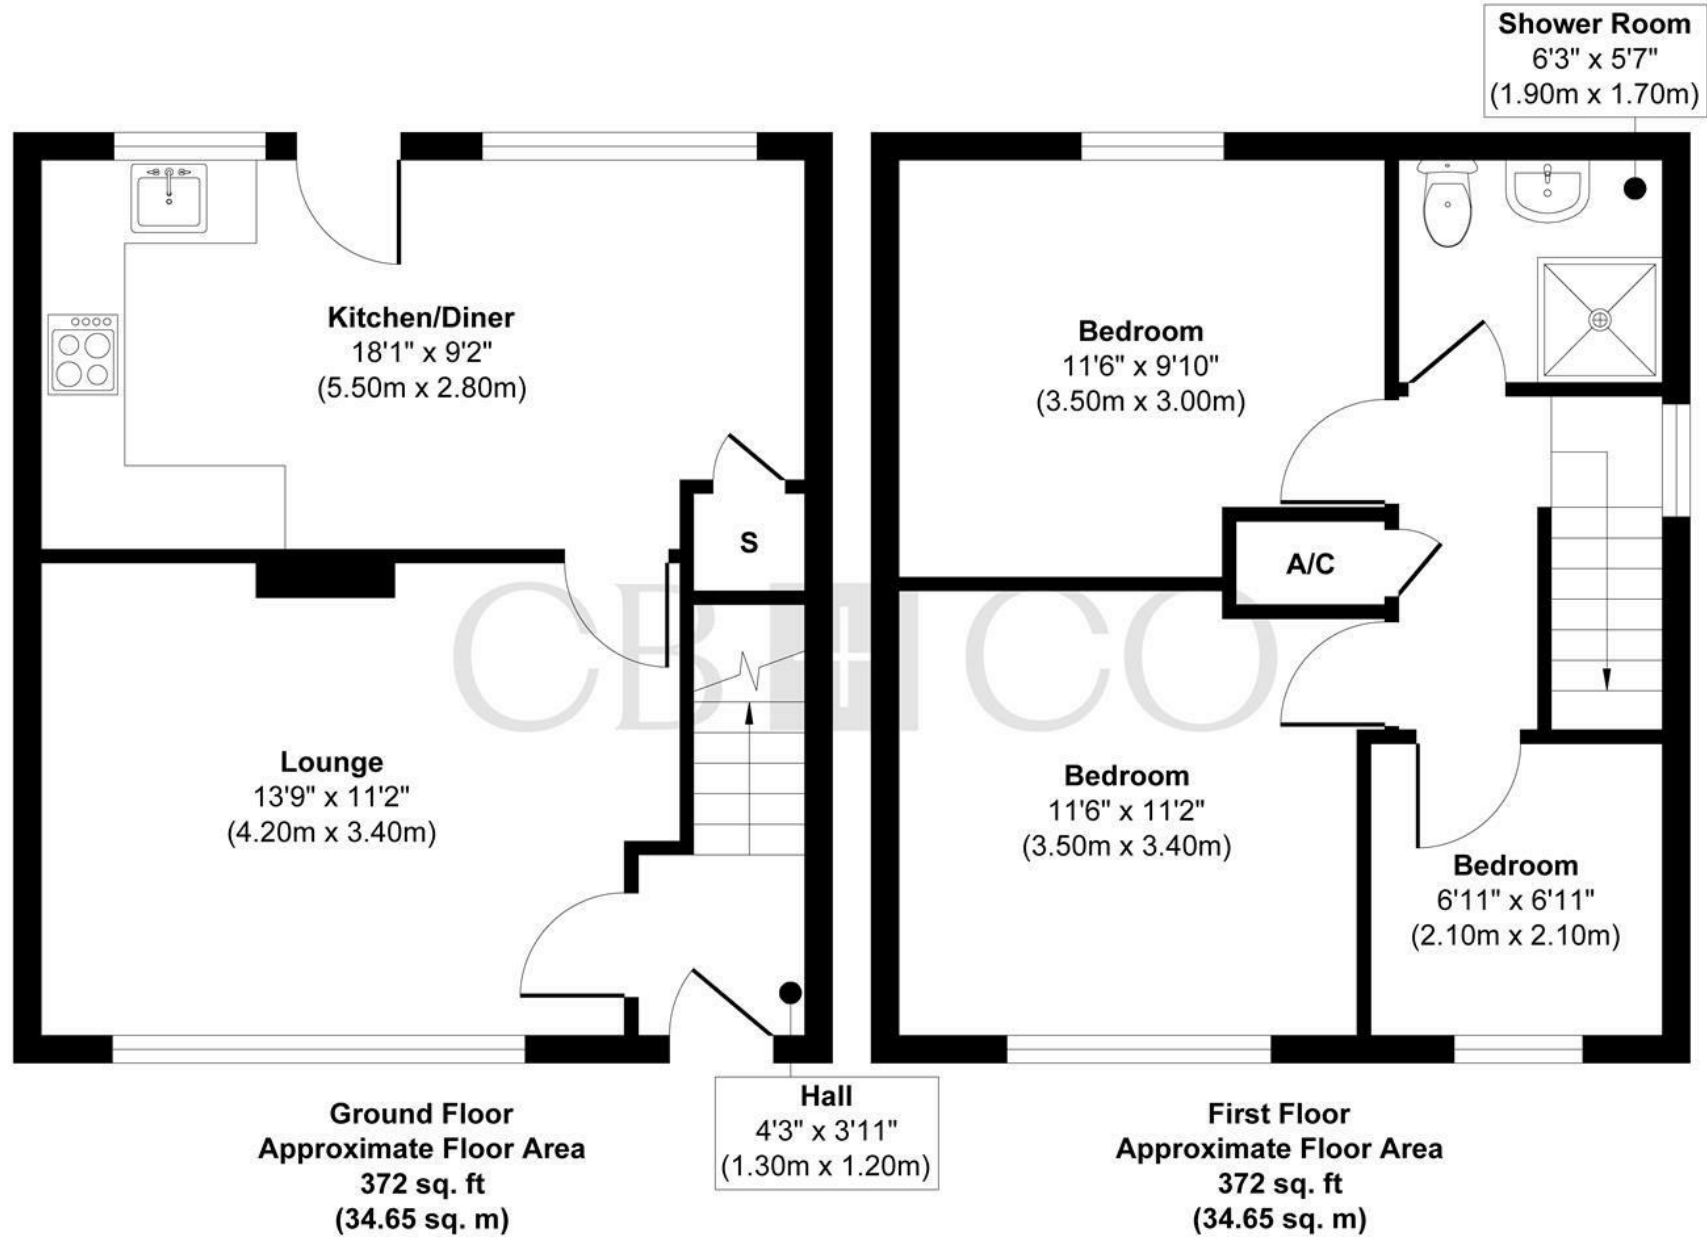 Shower Room
6'3" x 5'7"
(1.90m x 1.70m)
Kitchen/Diner
18'1" x 9'2"
(5.50m x 2.80m)
Bedroom
11'6" x 9'10"
(3.50m x 3.00m)
S
A/C
CB CO
Lounge
13'9" x 11'2"
(4.20m x 3.40m)
Bedroom
11'6" x 11'2"
(3.50m x 3.40m)
Bedroom
6'11" x 6'11"
(2.10m x 2.10m)
Hall
4'3" x 3'11"
(1.30m x 1.20m)
Ground Floor
Approximate Floor Area
372 sq. ft
(34.65 sq. m)
First Floor
Approximate Floor Area
372 sq. ft
(34.65 sq. m)